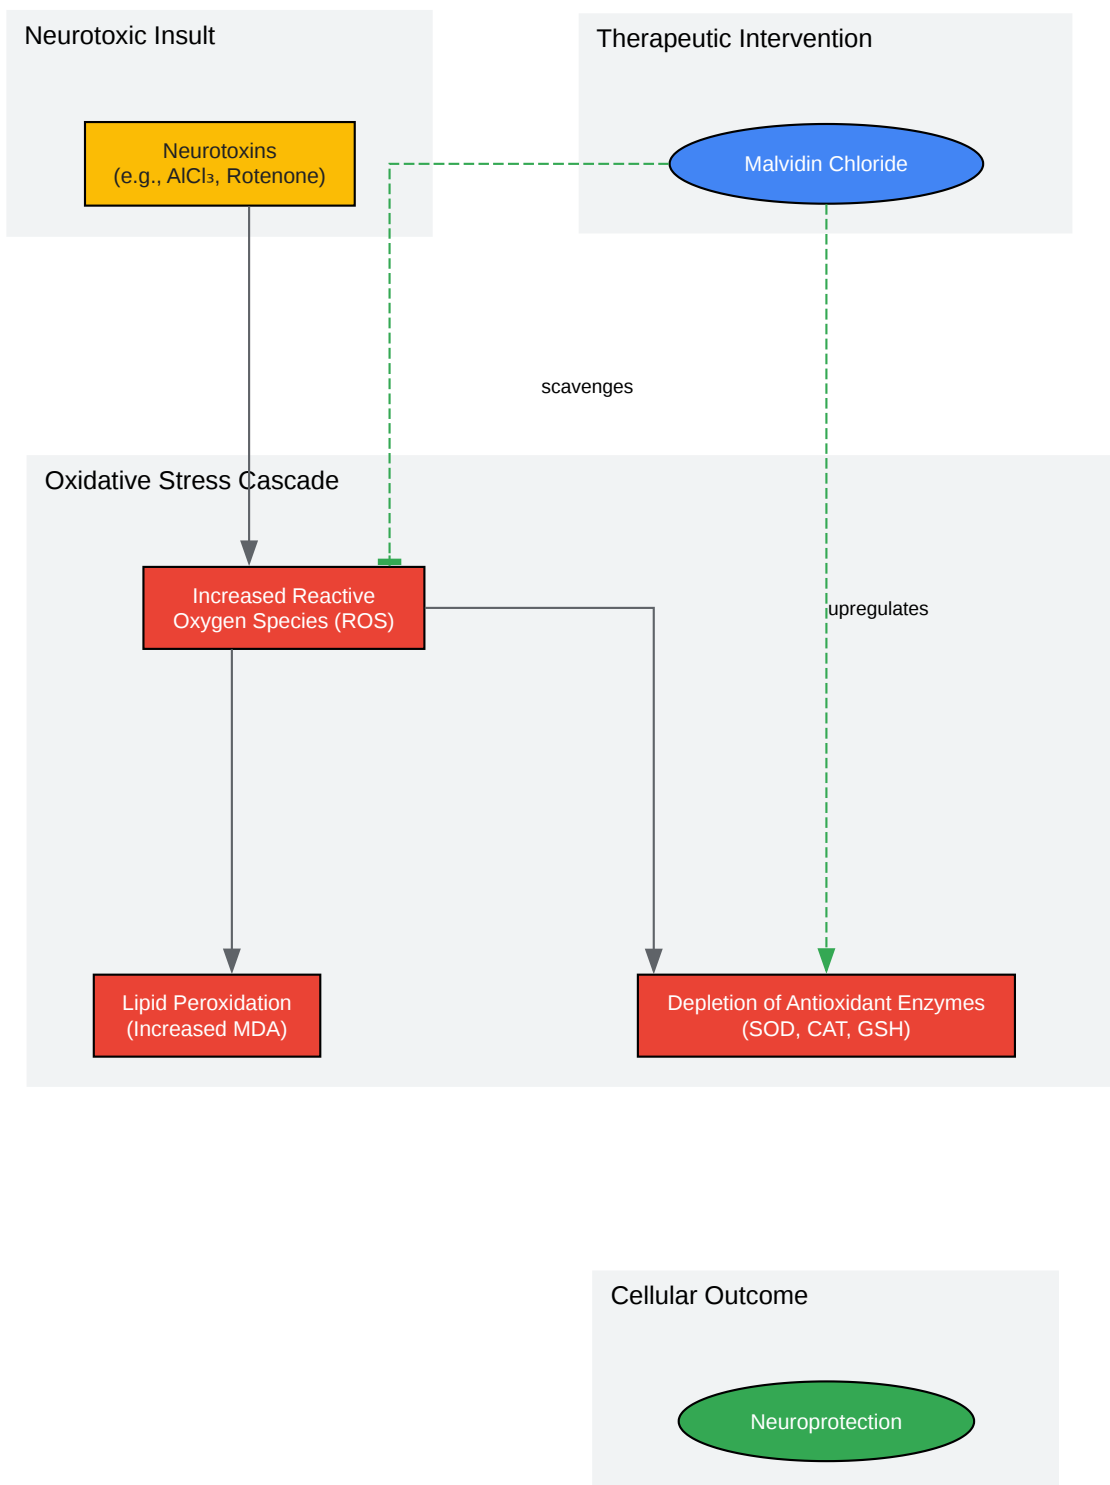 Neurotoxic Insult
Therapeutic Intervention
Neurotoxins
(e.g., AlCl₃, Rotenone)
Malvidin Chloride
scavenges
Oxidative Stress Cascade
Increased Reactive
Oxygen Species (ROS)
upregulates
Lipid Peroxidation
(Increased MDA)
Depletion of Antioxidant Enzymes
(SOD, CAT, GSH)
Cellular Outcome
Neuroprotection